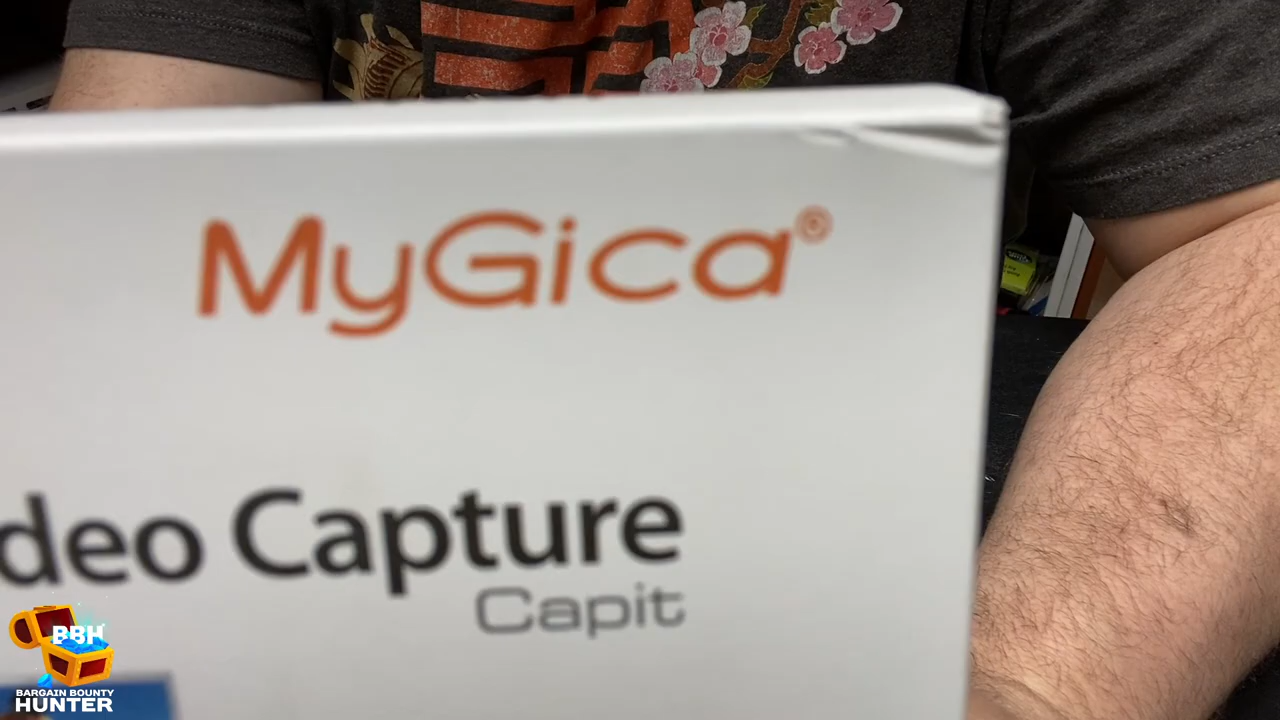 MyGica®
deo Capture
Capit
BBH
BARGAIN BOUNTY
HUNTER